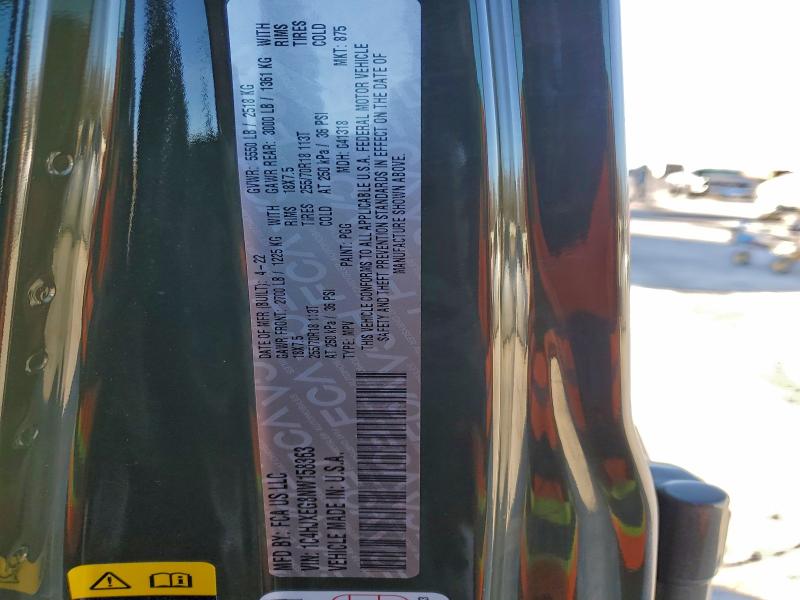 MFD BY: FCA US LLC
DATE OF MFR (BUILT): 4-22
GVWR: 5550 LB / 2518 KG
GAWR FRONT: 2700 LB / 1225 KG WITH
GAWR REAR: 3000 LB / 1361 KG WITH
18X7.5 RIMS
18X7.5 RIMS
255/70R18 113T TIRES
255/70R18 113T TIRES
AT 250 kPa / 36 PSI COLD
AT 250 kPa / 36 PSI COLD
VIN: 1C4HJXEG3NW158363
TYPE: MPV
PAINT: PGG
MDH: 041318
MKT: 875
VEHICLE MADE IN: U.S.A.
THIS VEHICLE CONFORMS TO ALL APPLICABLE U.S.A. FEDERAL MOTOR VEHICLE
SAFETY AND THEFT PREVENTION STANDARDS IN EFFECT ON THE DATE OF
MANUFACTURE SHOWN ABOVE.